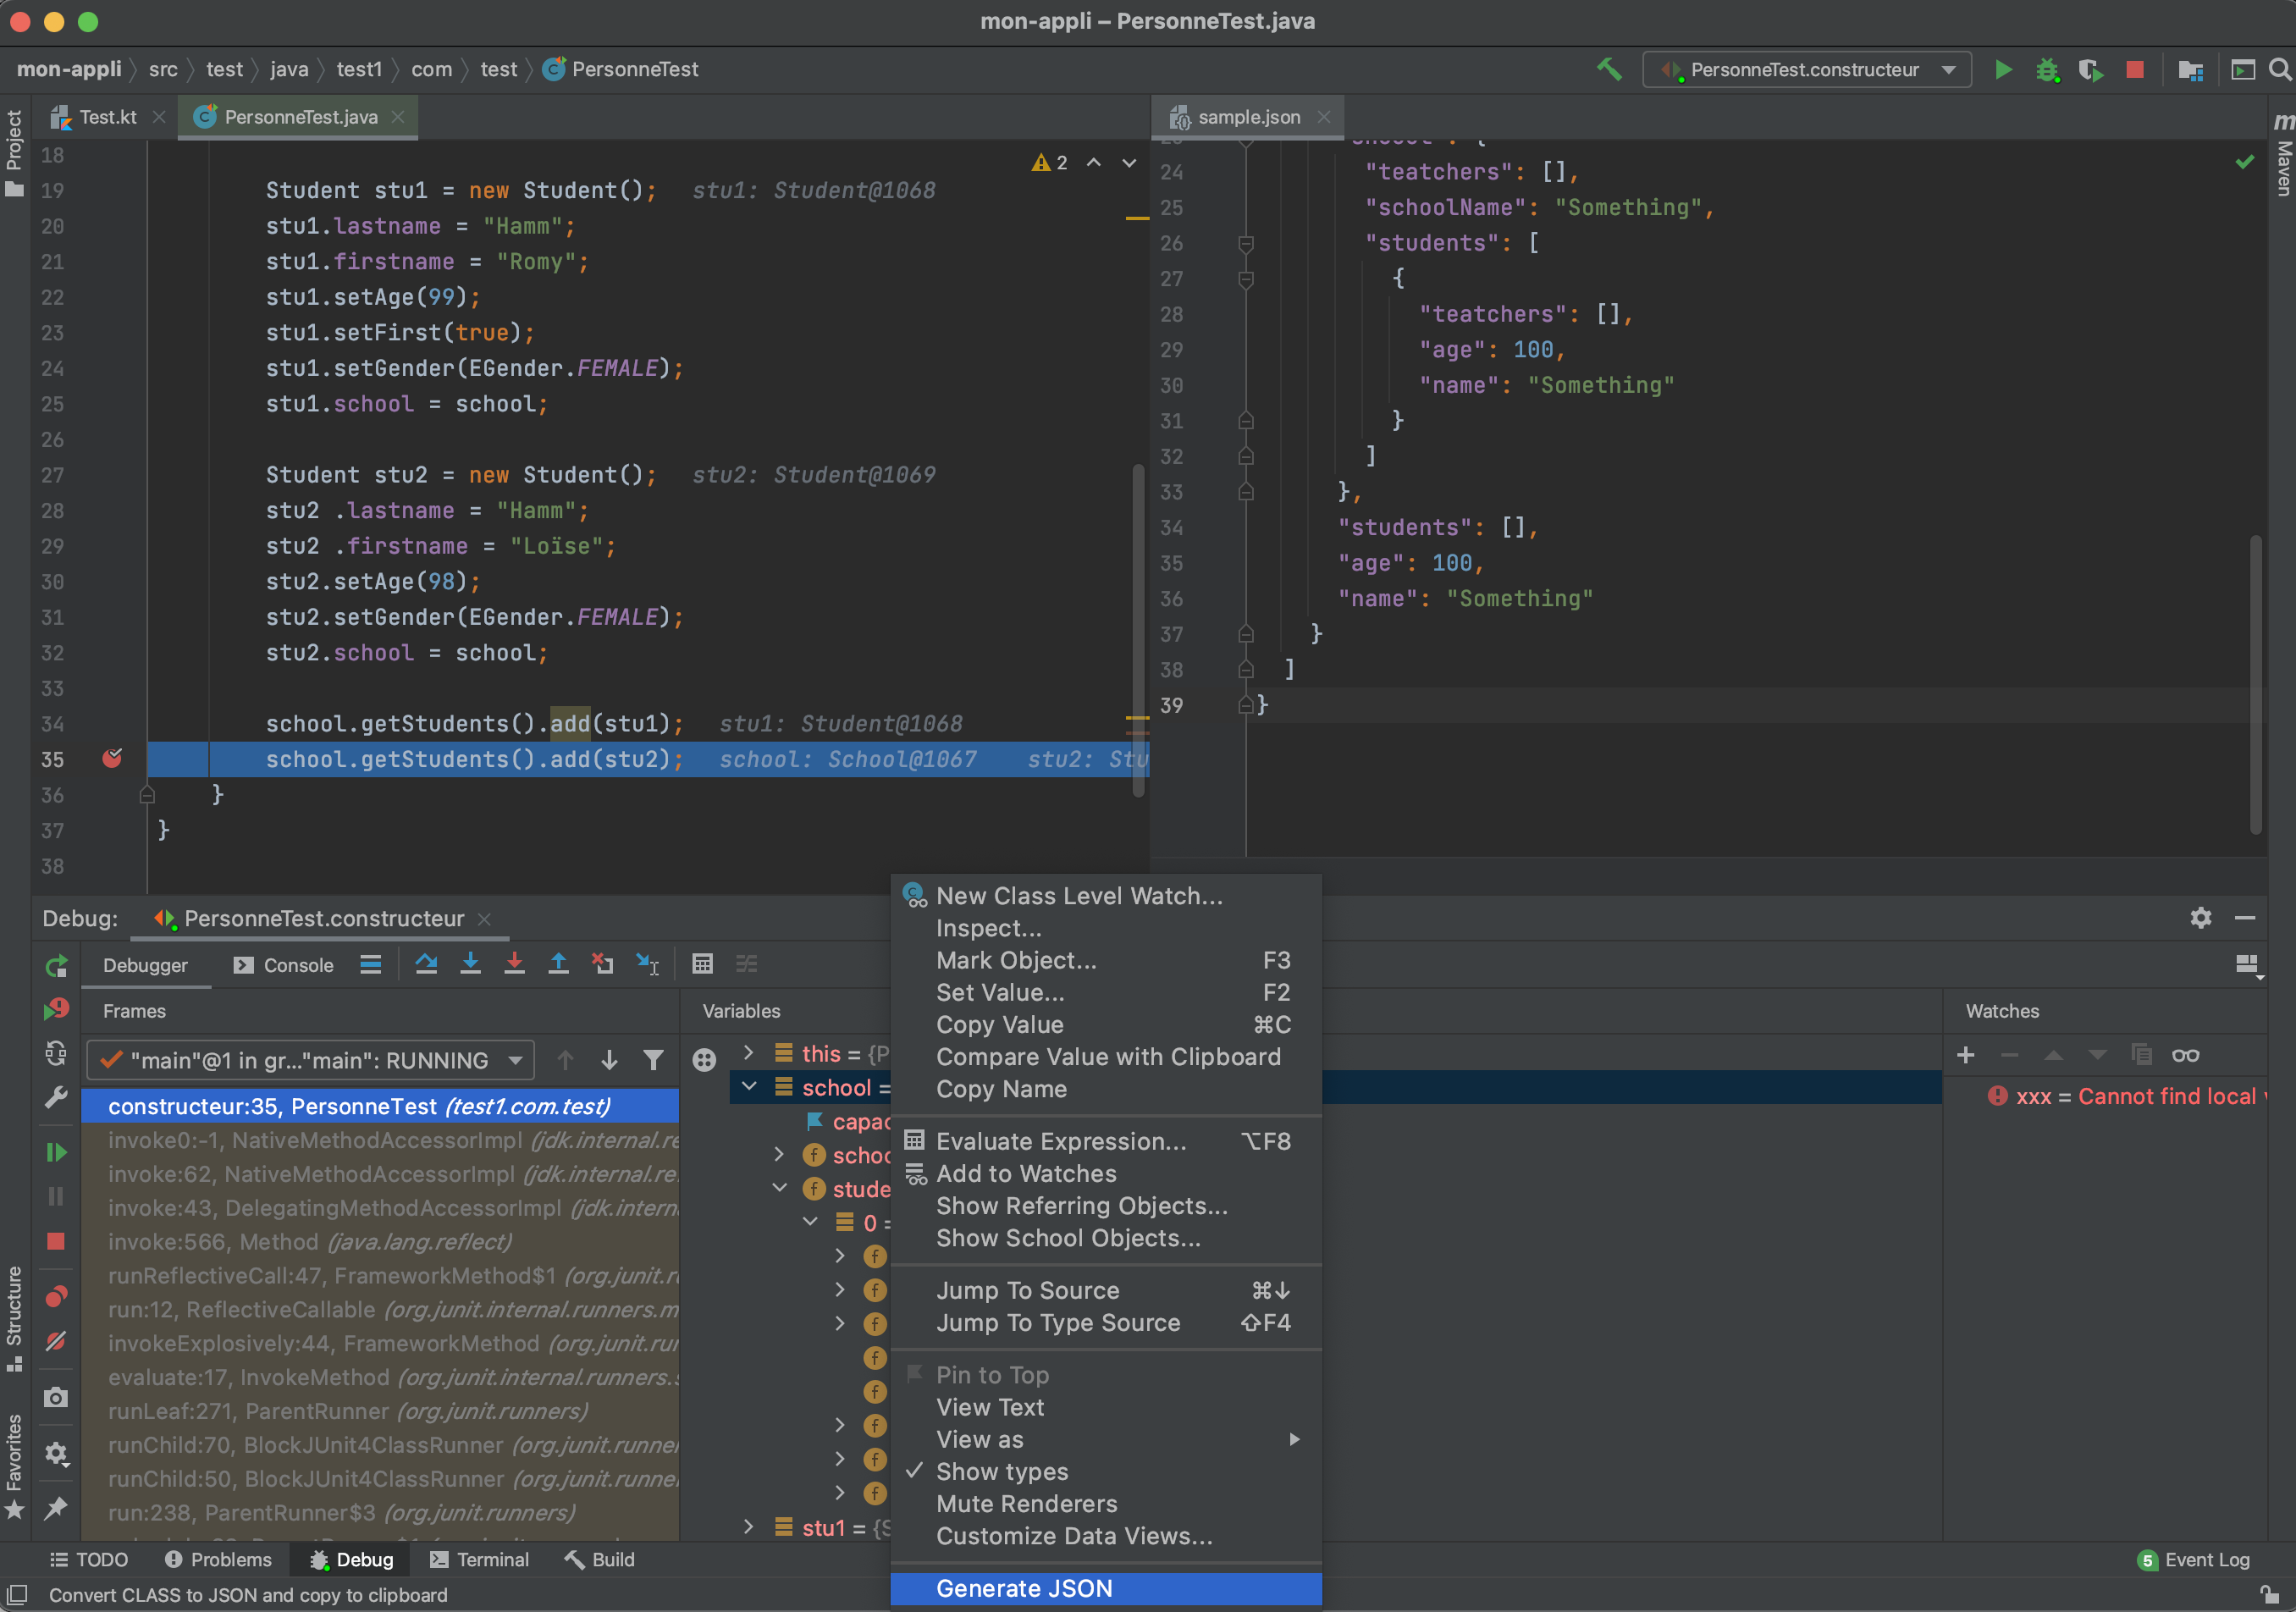 mon-appli – PersonneTest.java
mon-appli src test java test1 com test PersonneTest
PersonneTest.constructeur
Project
Test.kt
PersonneTest.java
18
19 Student stu1 = new Student(); stu1: Student@1068
20 stu1.lastname = "Hamm";
21 stu1.firstname = "Romy";
22 stu1.setAge(99);
23 stu1.setFirst(true);
24 stu1.setGender(EGender.FEMALE);
25 stu1.school = school;
26
27 Student stu2 = new Student(); stu2: Student@1069
28 stu2 .lastname = "Hamm";
29 stu2 .firstname = "Loïse";
30 stu2.setAge(98);
31 stu2.setGender(EGender.FEMALE);
32 stu2.school = school;
33
34 school.getStudents().add(stu1); stu1: Student@1068
35 school.getStudents().add(stu2); school: School@1067 stu2: Stu
36 }
37 }
38
2
sample.json
24 "teatchers": [],
25 "schoolName": "Something",
26 "students": [
27 {
28 "teatchers": [],
29 "age": 100,
30 "name": "Something"
31 }
32 ]
33 },
34 "students": [],
35 "age": 100,
36 "name": "Something"
37 }
38 ]
39 }
m
Maven
Debug: PersonneTest.constructeur
Debugger
Console
Frames
"main"@1 in gr..."main": RUNNING
constructeur:35, PersonneTest (test1.com.test)
invoke0:-1, NativeMethodAccessorImpl (jdk.internal.re
invoke:62, NativeMethodAccessorImpl (jdk.internal.re
invoke:43, DelegatingMethodAccessorImpl (jdk.intern
invoke:566, Method (java.lang.reflect)
runReflectiveCall:47, FrameworkMethod$1 (org.junit.r
run:12, ReflectiveCallable (org.junit.internal.runners.m
invokeExplosively:44, FrameworkMethod (org.junit.ru
evaluate:17, InvokeMethod (org.junit.internal.runners.s
runLeaf:271, ParentRunner (org.junit.runners)
runChild:70, BlockJUnit4ClassRunner (org.junit.runne
runChild:50, BlockJUnit4ClassRunner (org.junit.runne
run:238, ParentRunner$3 (org.junit.runners)
Variables
this = {P
school =
capac
schoo
stude
0 =
stu1 = {S
New Class Level Watch...
Inspect...
Mark Object... F3
Set Value... F2
Copy Value ⌘C
Compare Value with Clipboard
Copy Name
Evaluate Expression... ⌥F8
Add to Watches
Show Referring Objects...
Show School Objects...
Jump To Source ⌘↓
Jump To Type Source ⇧F4
Pin to Top
View Text
View as
Show types
Mute Renderers
Customize Data Views...
Generate JSON
Watches
xxx = Cannot find local
Structure
Favorites
TODO
Problems
Debug
Terminal
Build
5 Event Log
Convert CLASS to JSON and copy to clipboard